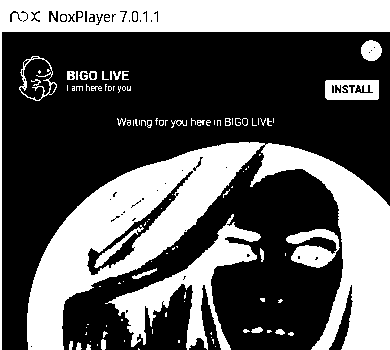 nox NoxPlayer 7.0.1.1
BIGO LIVE
I am here for you
INSTALL
Waiting for you here in BIGO LIVE!